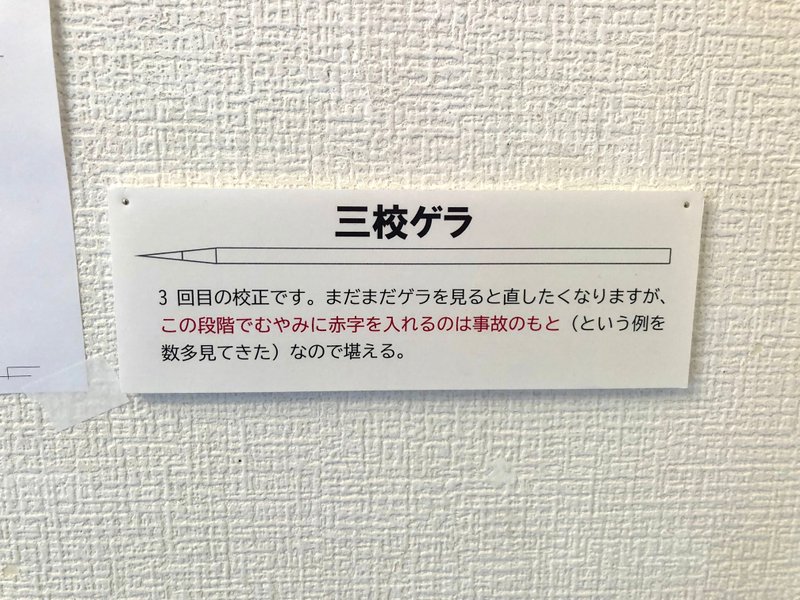 三校ゲラ
3 回目の校正です。まだまだゲラを見ると直したくなりますが、
この段階でむやみに赤字を入れるのは事故のもと（という例を
数多見てきた）なので堪える。